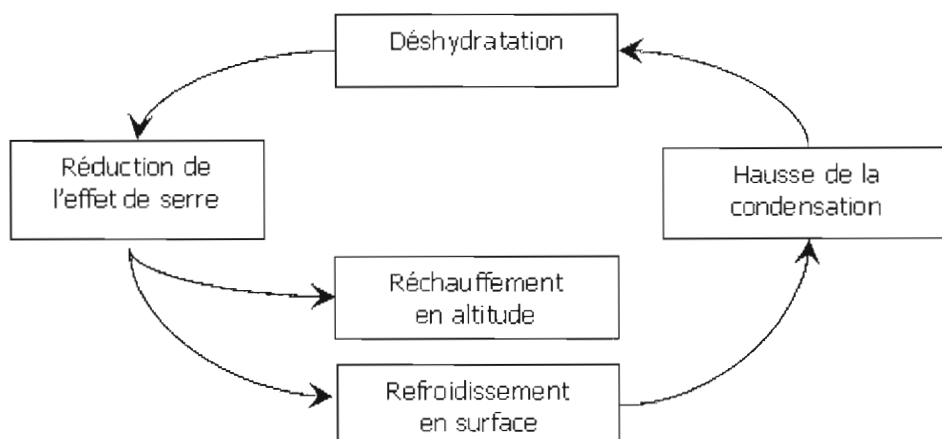 Déshydratation
Réduction de
l'effet de serre
Hausse de la
condensation
Réchauffement
en altitude
Refroidissement
en surface